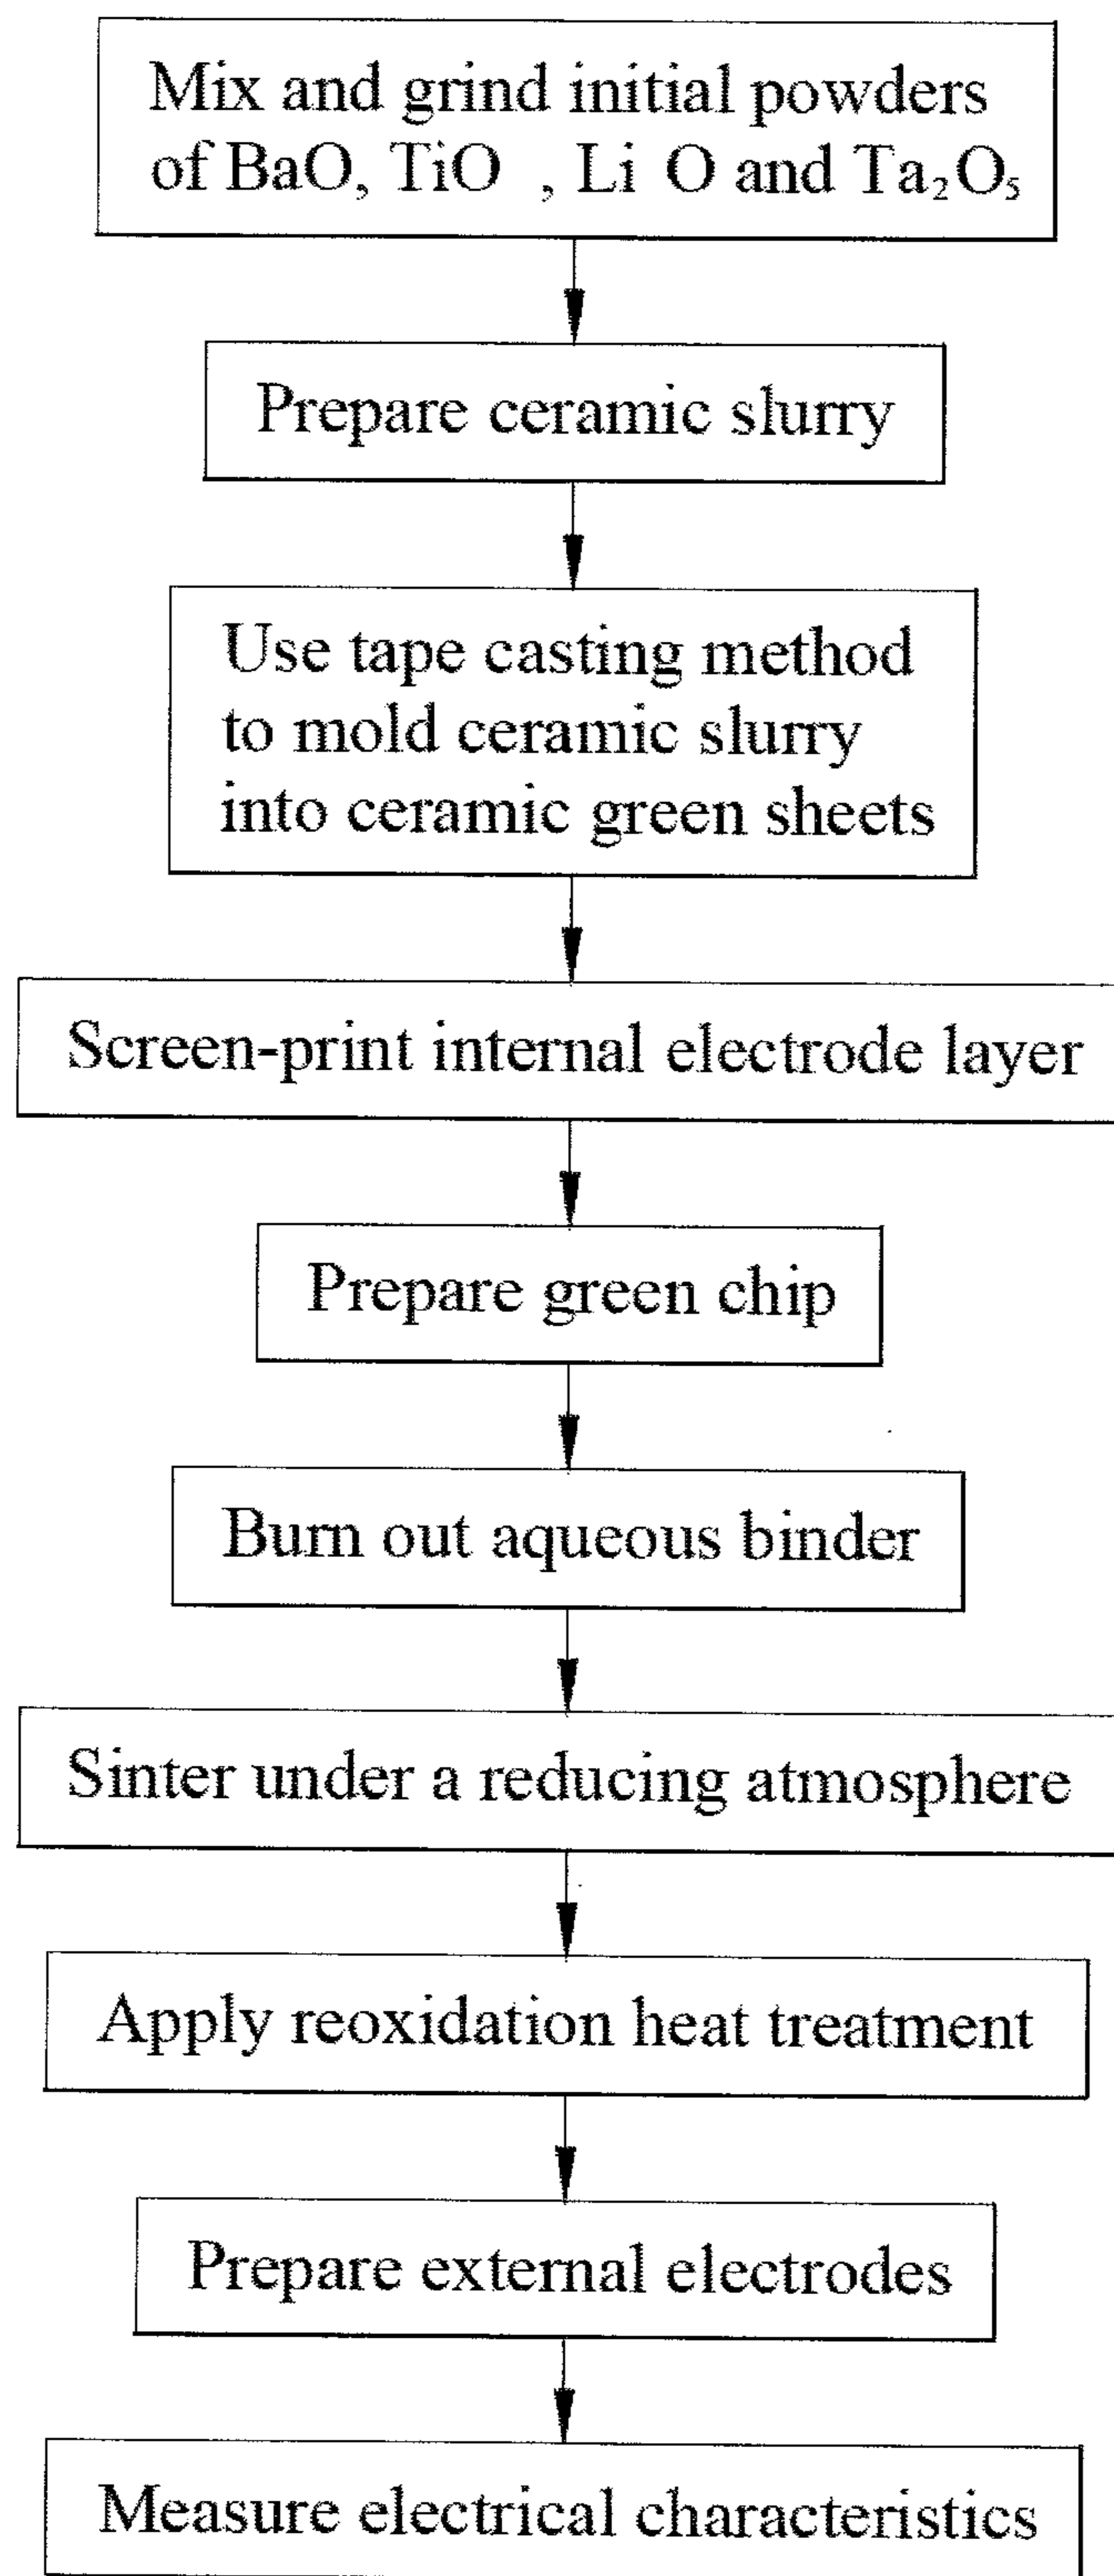 Mix and grind initial powders
of BaO, TiO , Li O and Ta₂O₅
Prepare ceramic slurry
Use tape casting method
to mold ceramic slurry
into ceramic green sheets
Screen-print internal electrode layer
Prepare green chip
Burn out aqueous binder
Sinter under a reducing atmosphere
Apply reoxidation heat treatment
Prepare external electrodes
Measure electrical characteristics